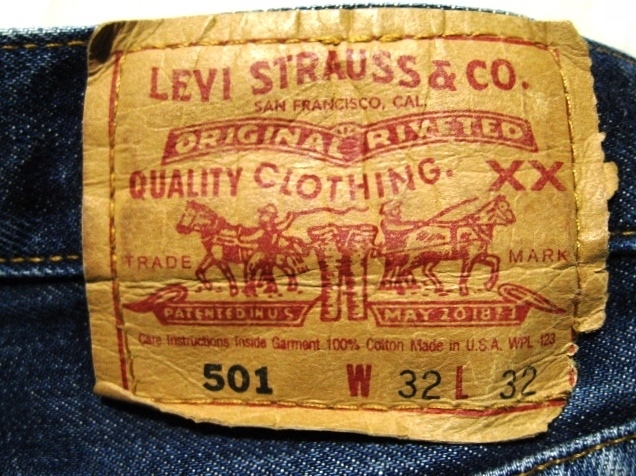 LEVI STRAUSS & CO.
SAN FRANCISCO, CAL.
ORIGINAL RIVETED
QUALITY CLOTHING. XX
TRADE MARK
PATENTED IN U.S. MAY 20 1873
Care Instructions Inside Garment 100% Cotton Made in U.S.A. WPL 423
501 W 32 L 32